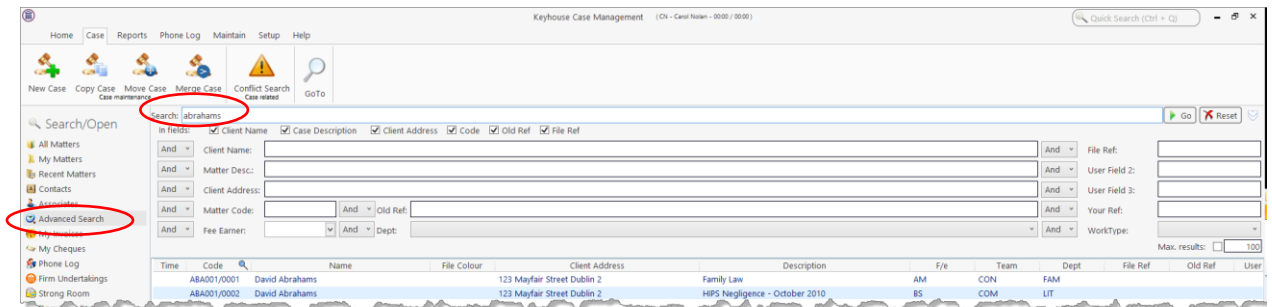 Keyhouse Case Management (CN - Carol Nolan - 00:00 / 00:00)
Quick Search (Ctrl + Q)
Home Case Reports Phone Log Maintain Setup Help
New Case Copy Case Move Case Merge Case Conflict Search GoTo
Case maintenance Case related
Search/Open
Search: abrahams Go Reset
In fields: Client Name Case Description Client Address Code Old Ref File Ref
All Matters
My Matters
Recent Matters
Contacts
Associates
Advanced Search
My Invoices
My Cheques
Phone Log
Firm Undertakings
Strong Room
And Client Name: And File Ref:
And Matter Desc.: And User Field 2:
And Client Address: And User Field 3:
And Matter Code: And Old Ref: And Your Ref:
And Fee Earner: And Dept: And WorkType:
Max. results: 100
Time Code Name File Colour Client Address Description F/e Team Dept File Ref Old Ref User
ABA001/0001 David Abrahams 123 Mayfair Street Dublin 2 Family Law AM CON FAM
ABA001/0002 David Abrahams 123 Mayfair Street Dublin 2 HIPS Negligence - October 2010 BS COM LIT